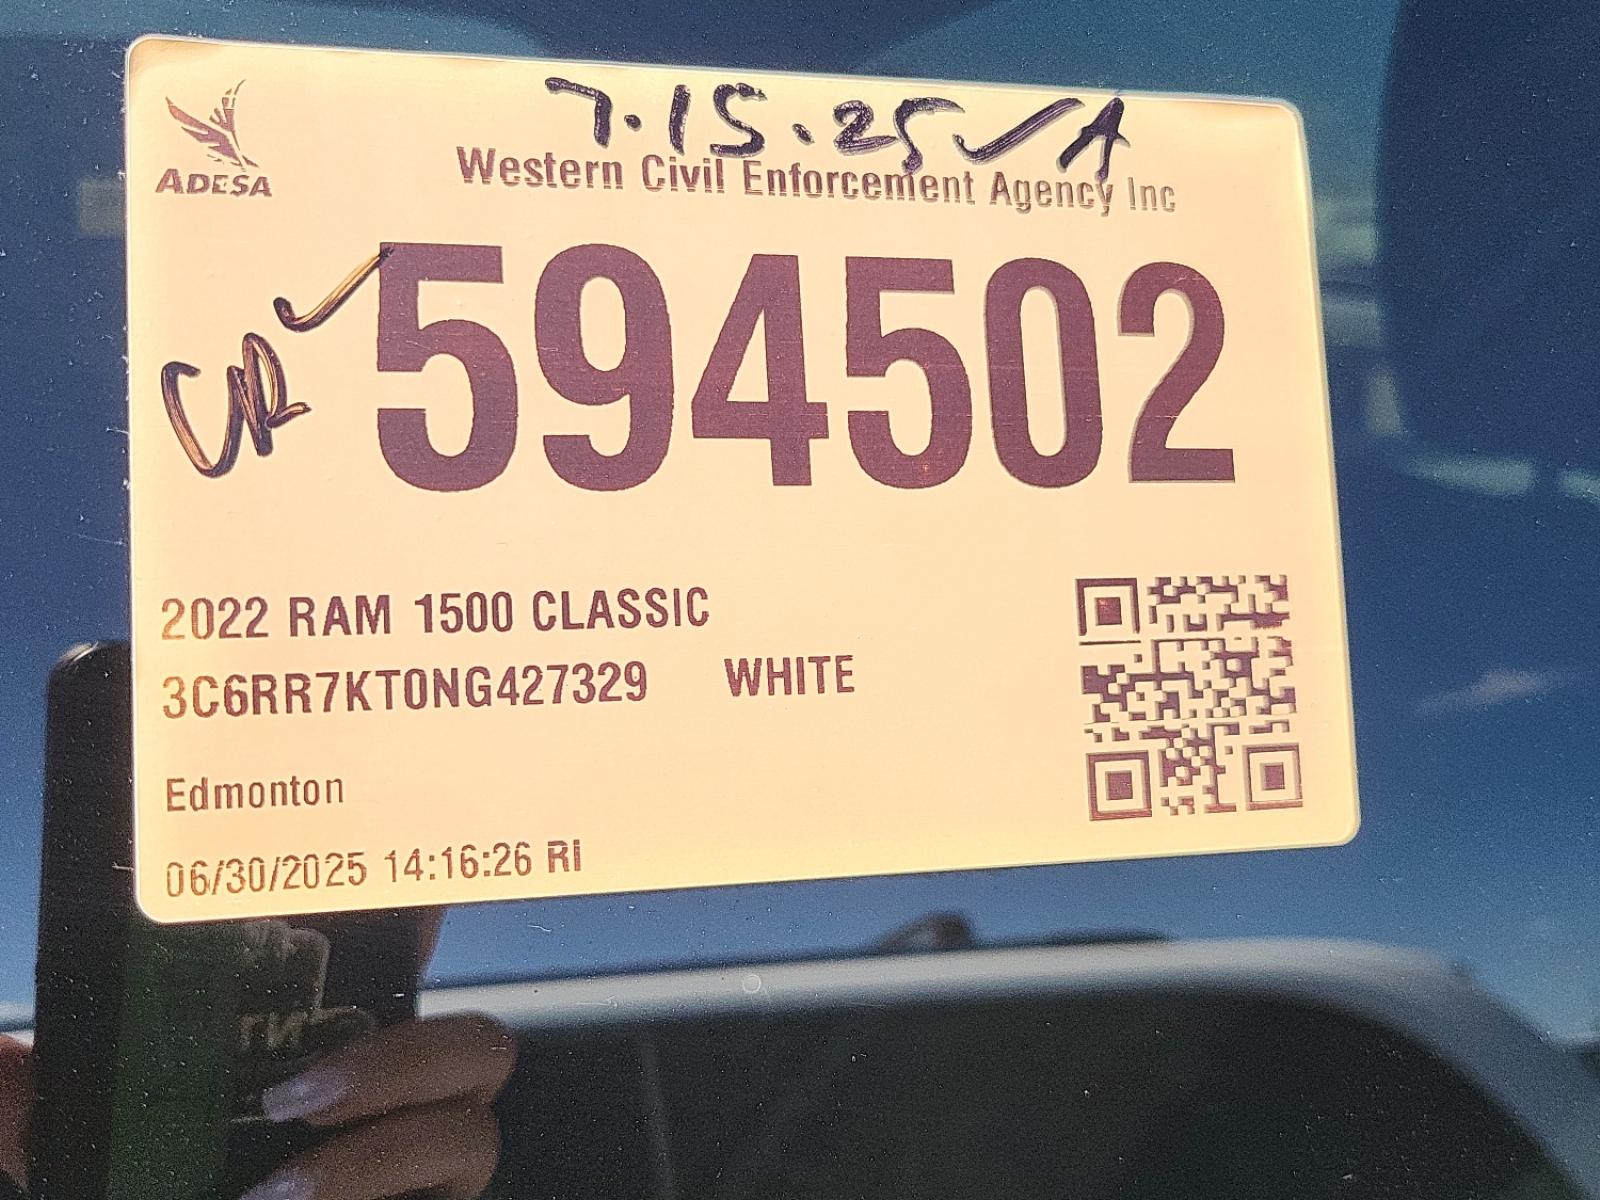 7.15.25 ✓ A
ADESA
Western Civil Enforcement Agency Inc
CR ✓
594502
2022 RAM 1500 CLASSIC
3C6RR7KT0NG427329 WHITE
Edmonton
06/30/2025 14:16:26 RI